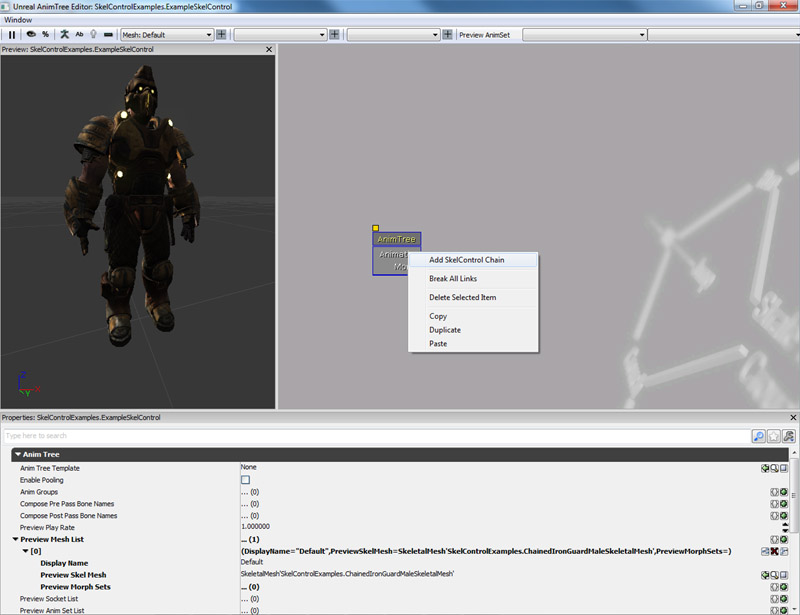 Unreal AnimTree Editor: SkelControlExamples.ExampleSkelControl
Window
Ab Mesh: Default Preview AnimSet
Preview: SkelControlExamples.ExampleSkelControl
AnimTree
Animat
Mo
Add SkelControl Chain
Break All Links
Delete Selected Item
Copy
Duplicate
Paste
Z
X
Y
Properties: SkelControlExamples.ExampleSkelControl
Type here to search
Anim Tree
Anim Tree Template None
Enable Pooling
Anim Groups ... (0)
Compose Pre Pass Bone Names ... (0)
Compose Post Pass Bone Names ... (0)
Preview Play Rate 1.000000
Preview Mesh List ... (1)
[0] (DisplayName="Default",PreviewSkelMesh=SkeletalMesh'SkelControlExamples.ChainedIronGuardMaleSkeletalMesh',PreviewMorphSets=)
Display Name Default
Preview Skel Mesh SkeletalMesh'SkelControlExamples.ChainedIronGuardMaleSkeletalMesh'
Preview Morph Sets ... (0)
Preview Socket List ... (0)
Preview Anim Set List ... (0)